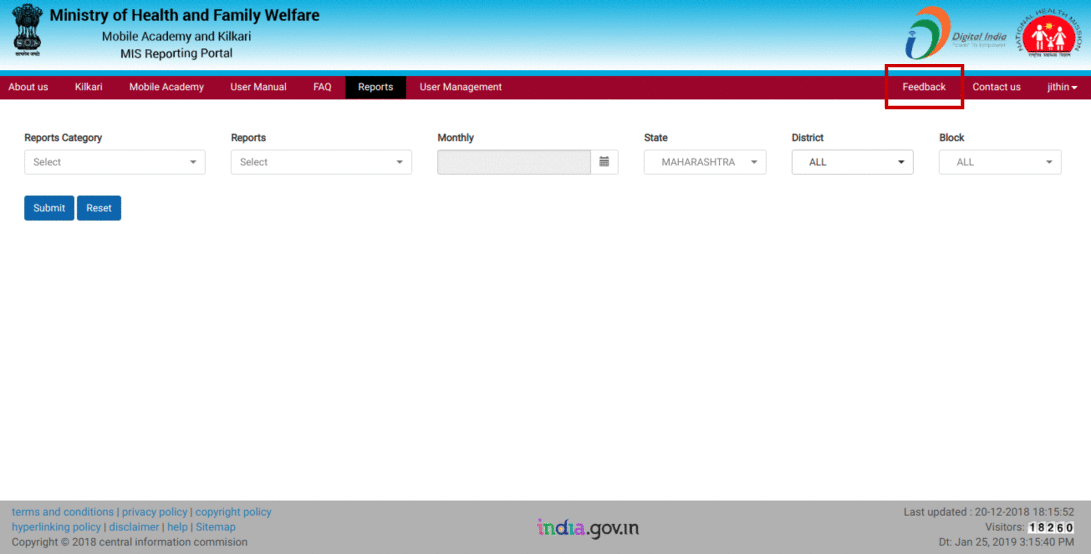 Ministry of Health and Family Welfare
Mobile Academy and Kilkari
MIS Reporting Portal
Digital India
Power To Empower
NATIONAL HEALTH MISSION
About us Kilkari Mobile Academy User Manual FAQ Reports User Management Feedback Contact us jithin
Reports Category Reports Monthly State District Block
Select Select MAHARASHTRA ALL ALL
Submit Reset
terms and conditions | privacy policy | copyright policy
hyperlinking policy | disclaimer | help | Sitemap
Copyright © 2018 central information commision
india.gov.in
Last updated : 20-12-2018 18:15:52
Visitors: 18260
Dt: Jan 25, 2019 3:15:40 PM